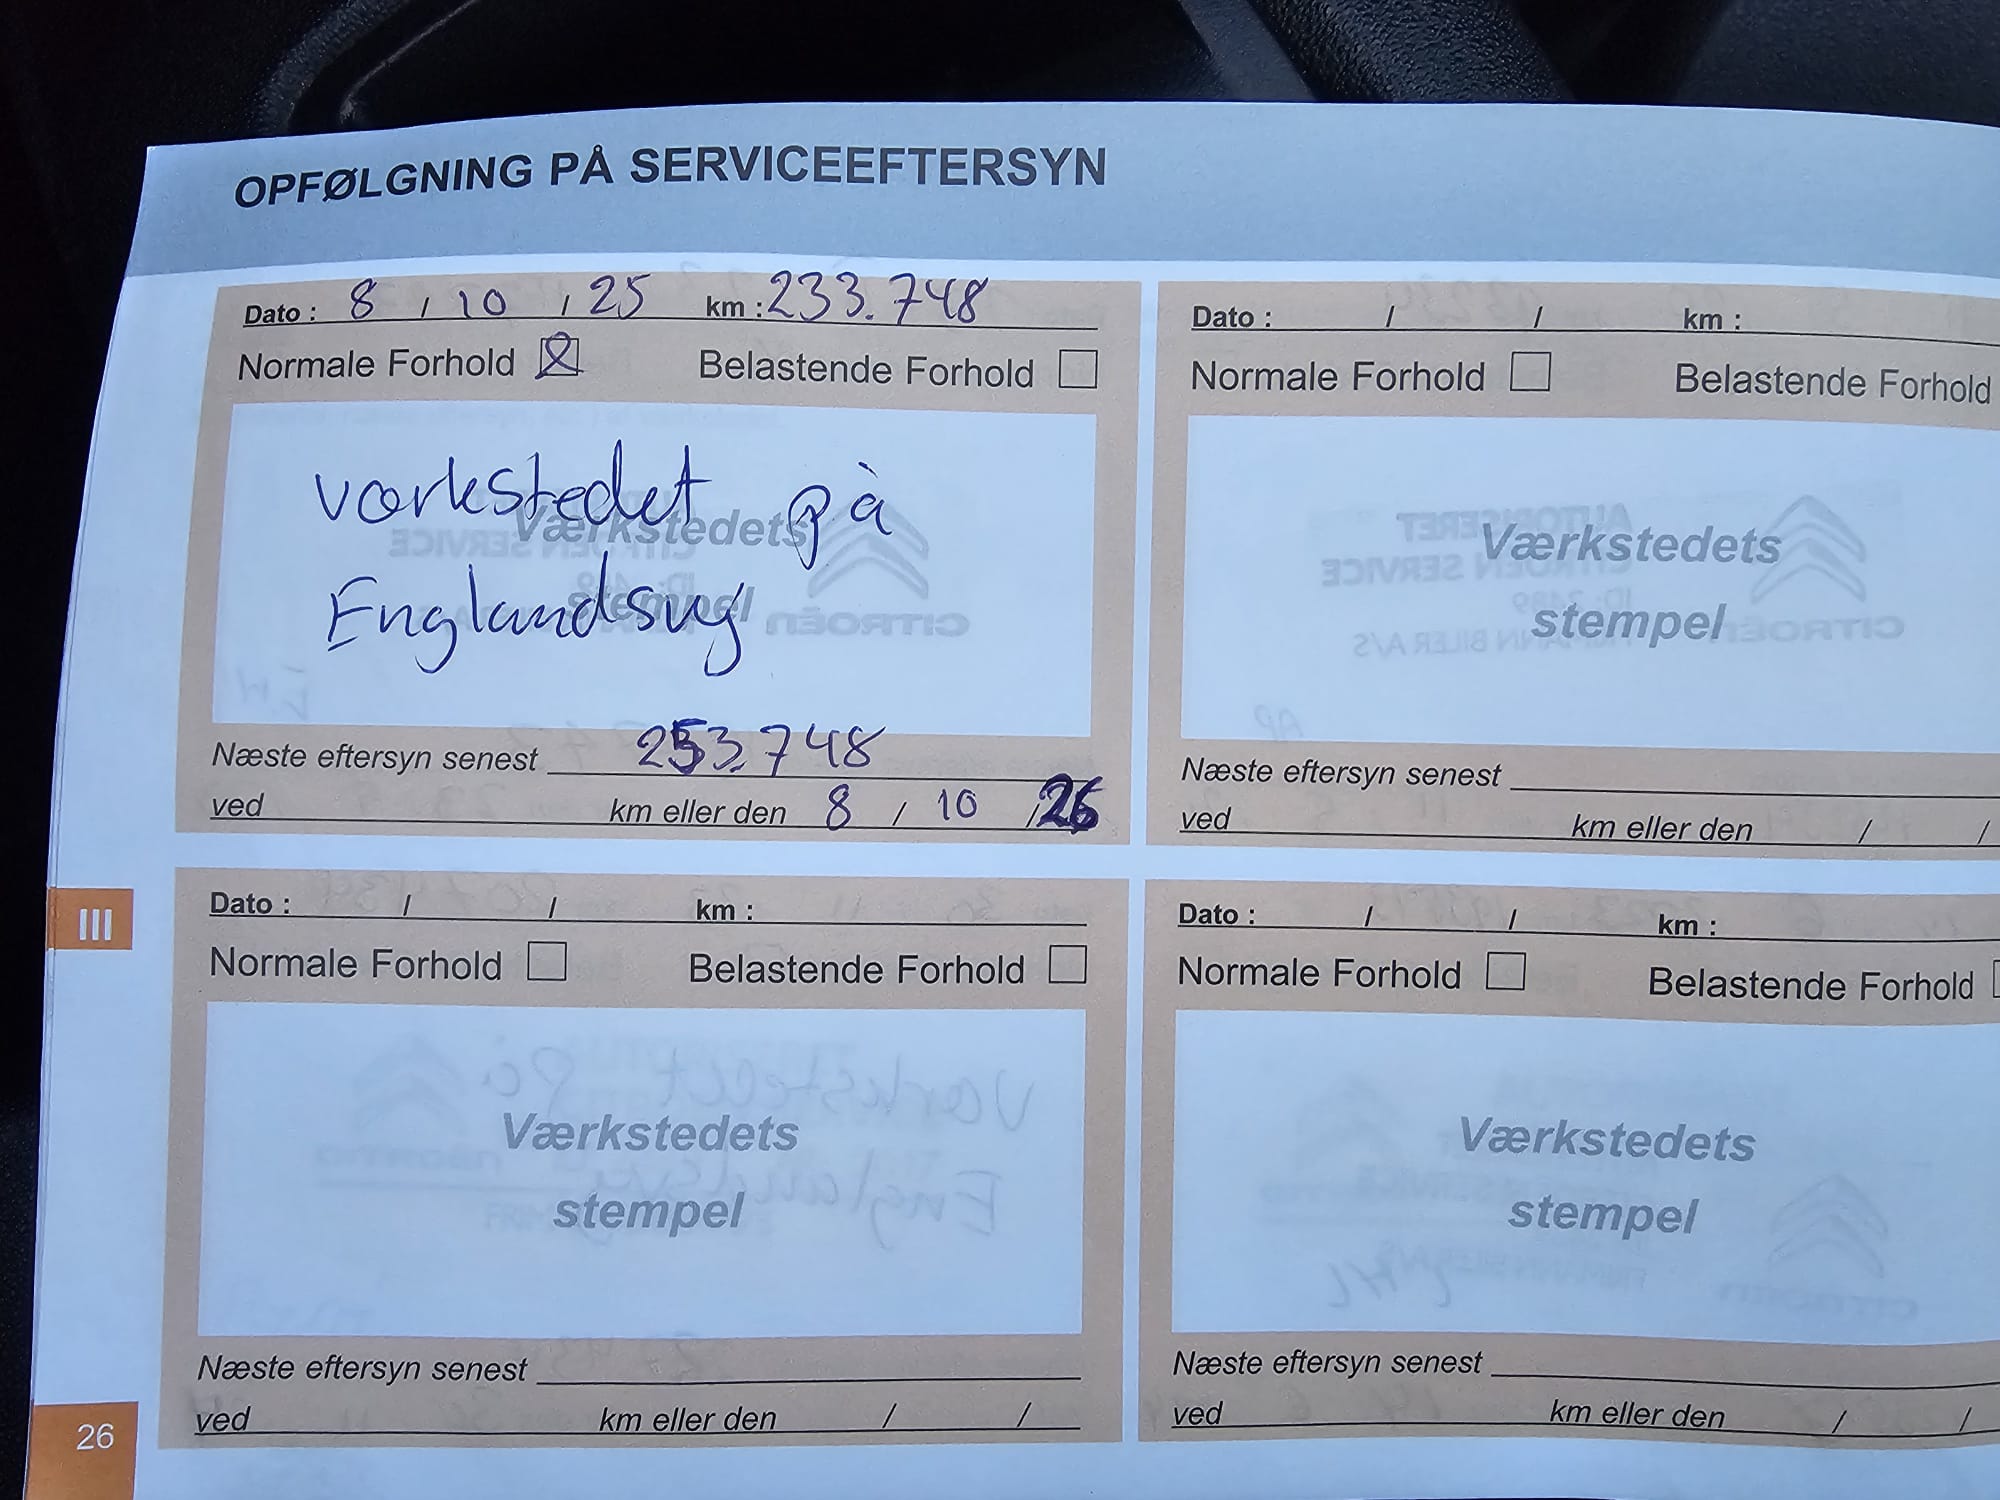 OPFØLGNING PÅ SERVICEEFTERSYN
Dato : 8 / 10 / 25 km : 233.748
Normale Forhold Belastende Forhold
Værkstedets
stempel
værkstedet på
Englandsvej
Næste eftersyn senest 253.748
ved km eller den 8 / 10 / 26
Dato : / / km :
Normale Forhold Belastende Forhold
Værkstedets
stempel
Næste eftersyn senest
ved km eller den / /
III
Dato : / / km :
Normale Forhold Belastende Forhold
Værkstedets
stempel
Næste eftersyn senest
ved km eller den / /
Dato : / / km :
Normale Forhold Belastende Forhold
Værkstedets
stempel
Næste eftersyn senest
ved km eller den / /
26